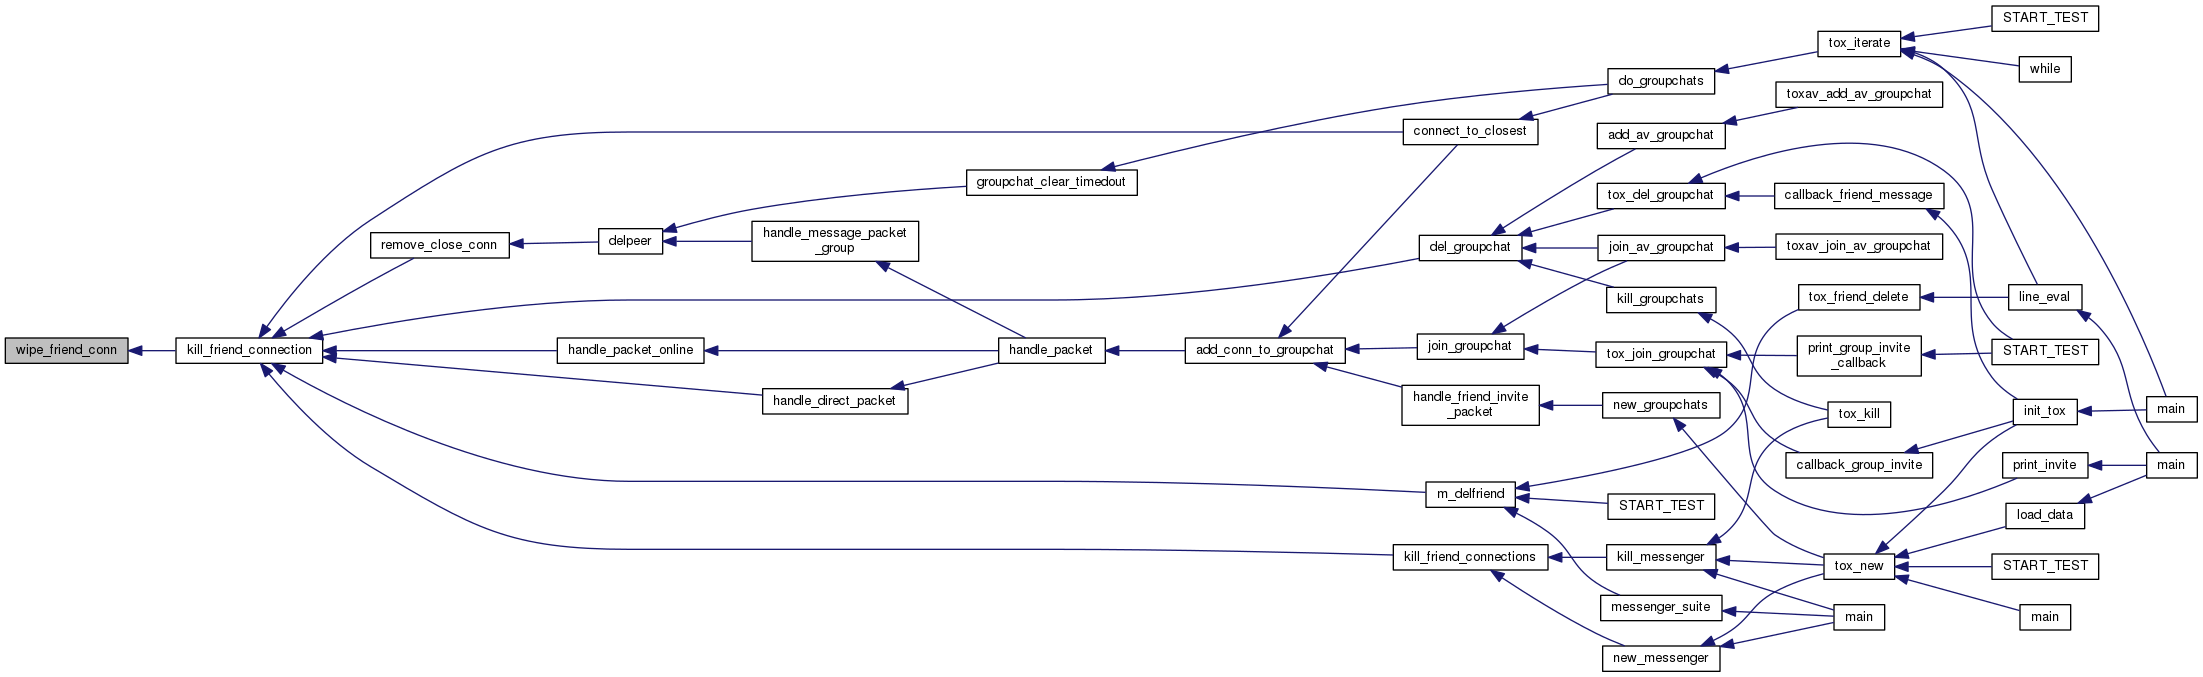 wipe_friend_conn
kill_friend_connection
remove_close_conn
handle_packet_online
delpeer
handle_message_packet
_group
handle_direct_packet
groupchat_clear_timedout
handle_packet
add_conn_to_groupchat
connect_to_closest
del_groupchat
join_groupchat
handle_friend_invite
_packet
m_delfriend
kill_friend_connections
do_groupchats
add_av_groupchat
tox_del_groupchat
join_av_groupchat
kill_groupchats
tox_join_groupchat
new_groupchats
START_TEST
kill_messenger
messenger_suite
new_messenger
tox_iterate
toxav_add_av_groupchat
callback_friend_message
toxav_join_av_groupchat
tox_friend_delete
print_group_invite
_callback
tox_kill
callback_group_invite
tox_new
main
START_TEST
while
line_eval
START_TEST
init_tox
print_invite
load_data
START_TEST
main
main
main